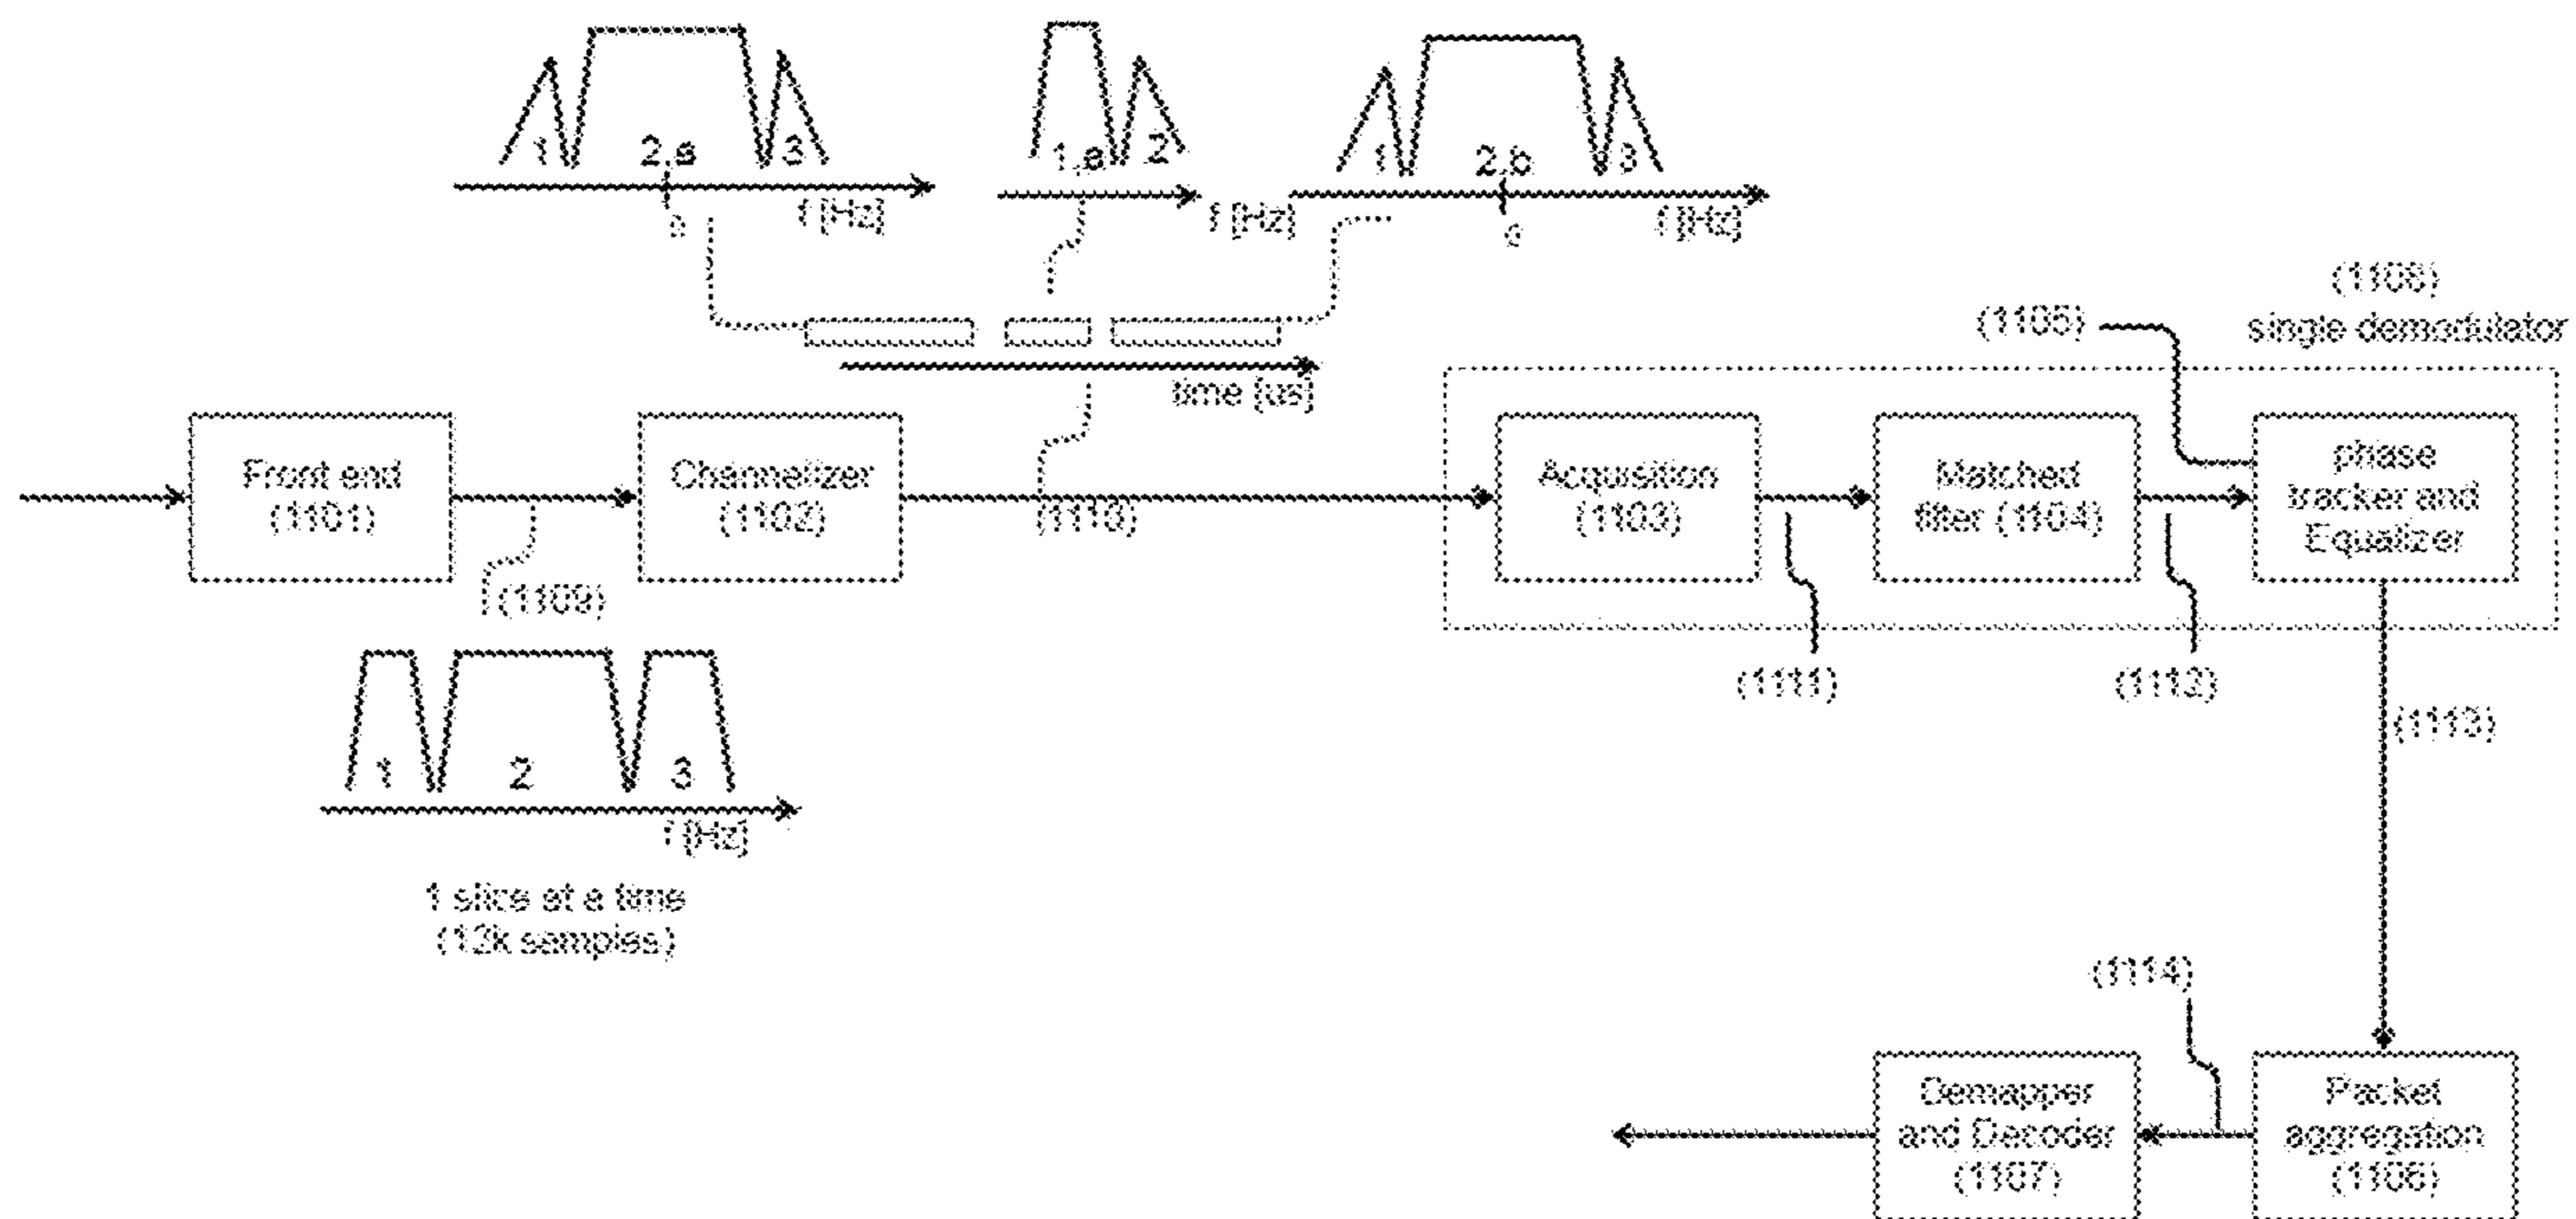 1 2,a 3
0
f [Hz]
1,a 2
f [Hz]
1 2,b 3
0
f [Hz]
time [us]
(1108)
single demodulator
(1105)
Front end
(1101)
Channelizer
(1102)
(1109)
(1110)
Acquisition
(1103)
Matched
filter (1104)
phase
tracker and
Equalizer
(1111)
(1112)
(1113)
1 2 3
f [Hz]
1 slice at a time
(12k samples)
(1114)
Demapper
and Decoder
(1107)
Packet
aggregation
(1106)